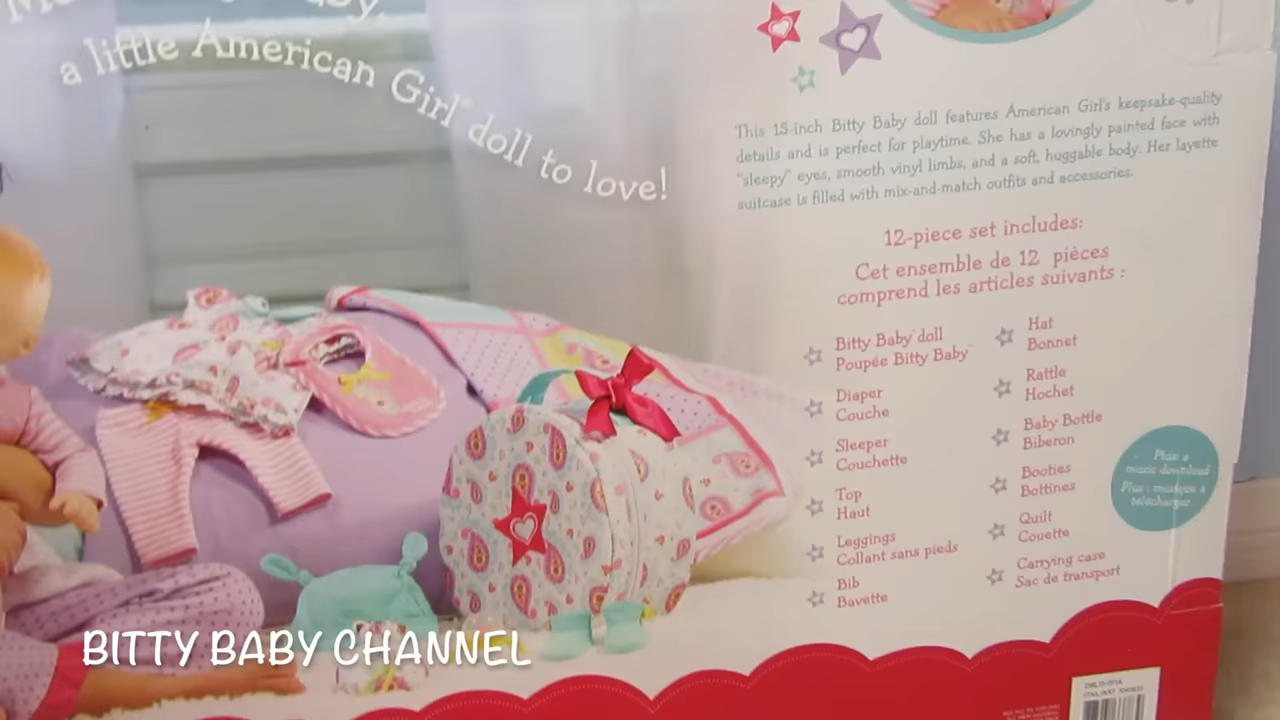 a little American Girl® doll to love!
This 15-inch Bitty Baby doll features American Girl's keepsake-quality
details and is perfect for playtime. She has a lovingly painted face with
"sleepy" eyes, smooth vinyl limbs, and a soft, huggable body. Her layette
suitcase is filled with mix-and-match outfits and accessories.
12-piece set includes:
Cet ensemble de 12 pièces
comprend les articles suivants :
Bitty Baby™ doll
Poupée Bitty Baby™
Diaper
Couche
Sleeper
Couchette
Top
Haut
Leggings
Collant sans pieds
Bib
Bavette
Hat
Bonnet
Rattle
Hochet
Baby Bottle
Biberon
Booties
Bottines
Quilt
Couette
Carrying case
Sac de transport
Plus a
music download
Plus : musique à
télécharger
BITTY BABY CHANNEL